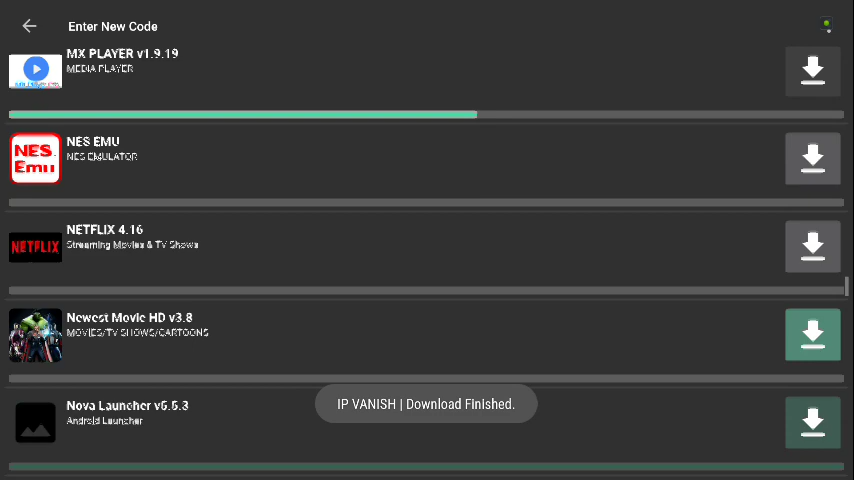 Enter New Code
MX PLAYER v1.9.19
MEDIA PLAYER
NES EMU
NES EMULATOR
NES
Emu
NETFLIX 4.16
Streaming Movies & TV Shows
NETFLIX
Newest Movie HD v3.8
MOVIES/TV SHOWS/CARTOONS
IP VANISH | Download Finished.
Nova Launcher v5.5.3
Android Launcher